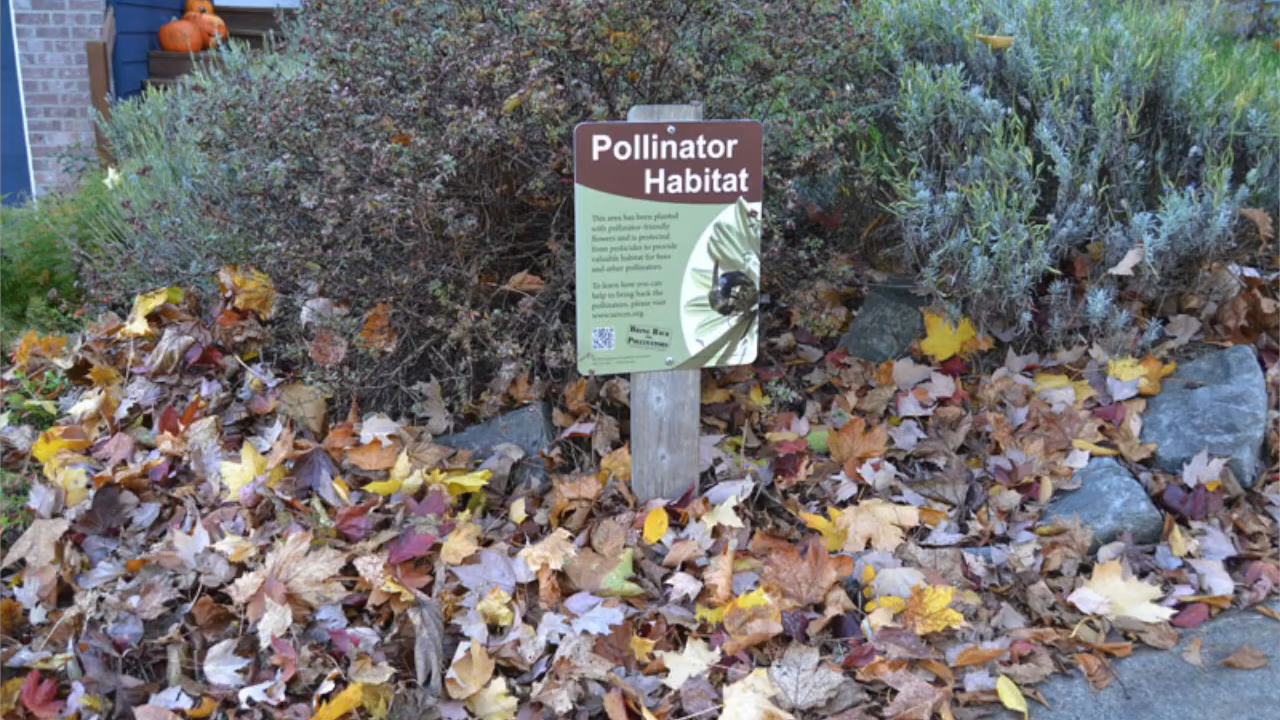 Pollinator
Habitat
This area has been planted
with pollinator-friendly
flowers and is protected
from pesticides to provide
valuable habitat for bees
and other pollinators.
To learn how you can
help to bring back the
pollinators, please visit
www.xerces.org.
BRING BACK
THE
POLLINATORS